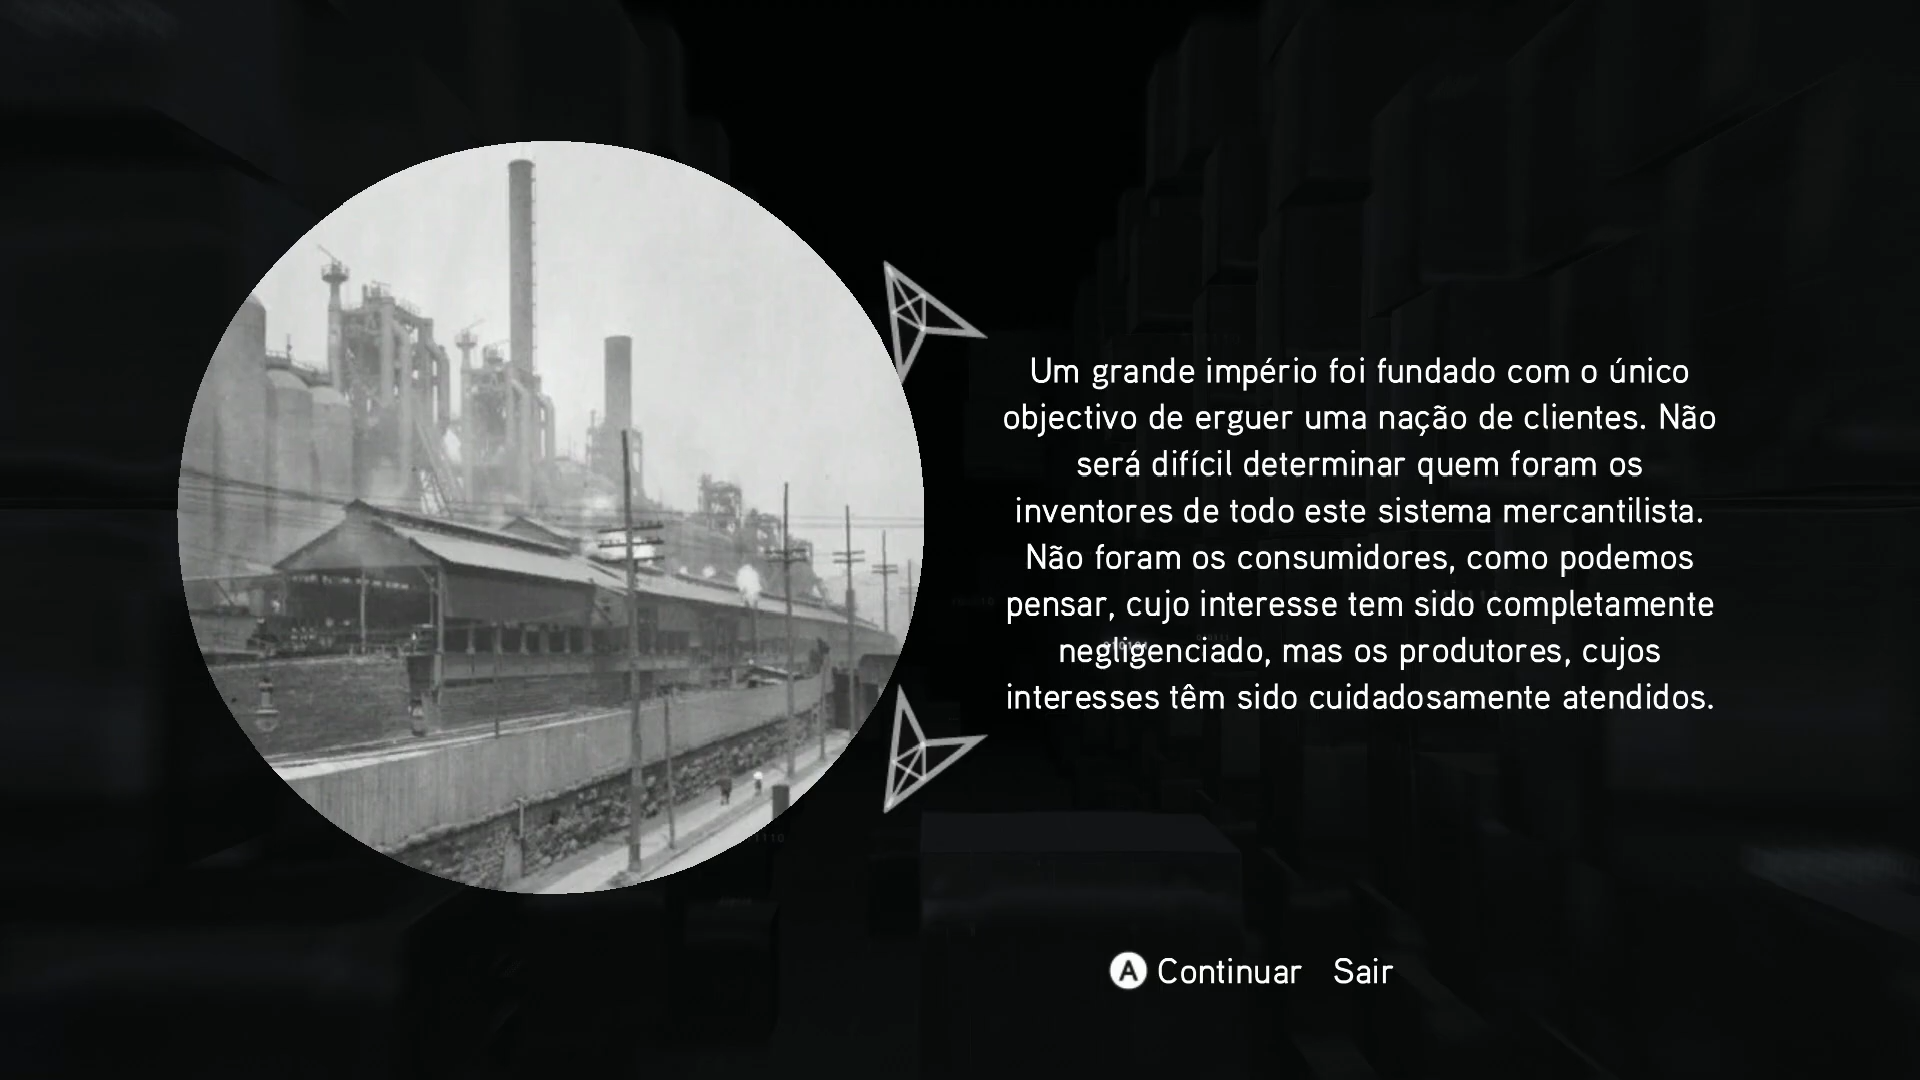 Um grande império foi fundado com o único
objectivo de erguer uma nação de clientes. Não
será difícil determinar quem foram os
inventores de todo este sistema mercantilista.
Não foram os consumidores, como podemos
pensar, cujo interesse tem sido completamente
negligenciado, mas os produtores, cujos
interesses têm sido cuidadosamente atendidos.
A Continuar Sair